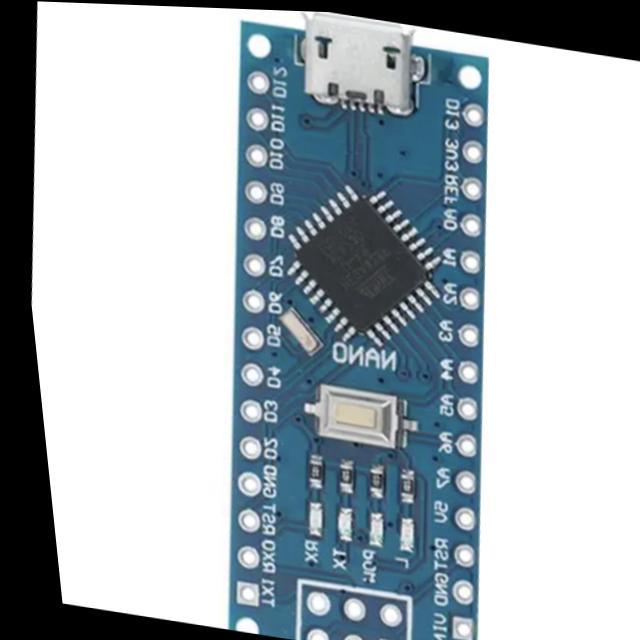 D12
D11
D10
D9
D8
D7
D6
D5
D4
D3
D2
GND
RST
RX0
TX1
D13
3V3
REF
A0
A1
A2
A3
A4
A5
A6
A7
5V
RST
GND
VIN
NANO
RX
TX
POW
L